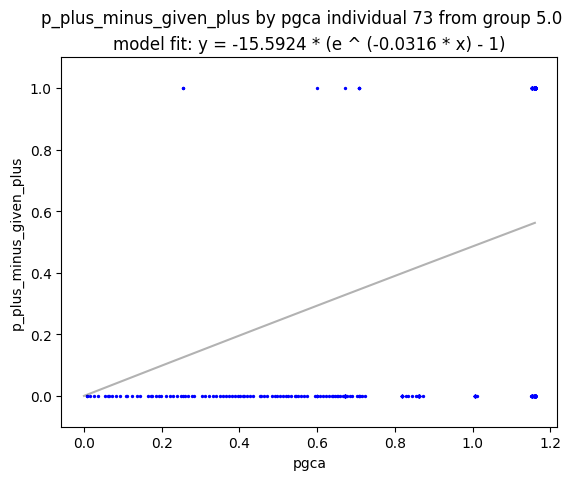 p_plus_minus_given_plus by pgca individual 73 from group 5.0
model fit: y = -15.5924 * (e ^ (-0.0316 * x) - 1)
p_plus_minus_given_plus
1.0
0.8
0.6
0.4
0.2
0.0
0.0 0.2 0.4 0.6 0.8 1.0 1.2
pgca